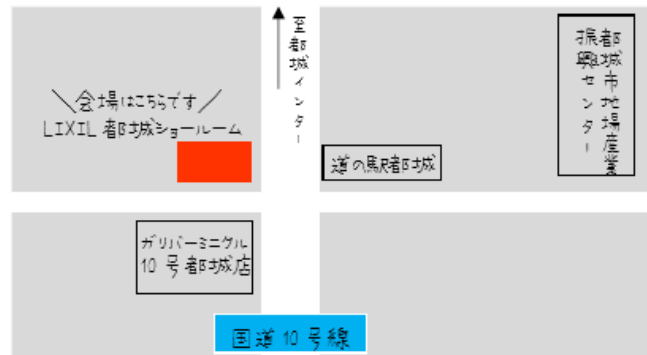 ＼会場はこちらです／
LIXIL 都城ショールーム
至都城インター
都城市地場産業
振興センター
道の駅都城
ガリバーミニクル
10号都城店
国道10号線